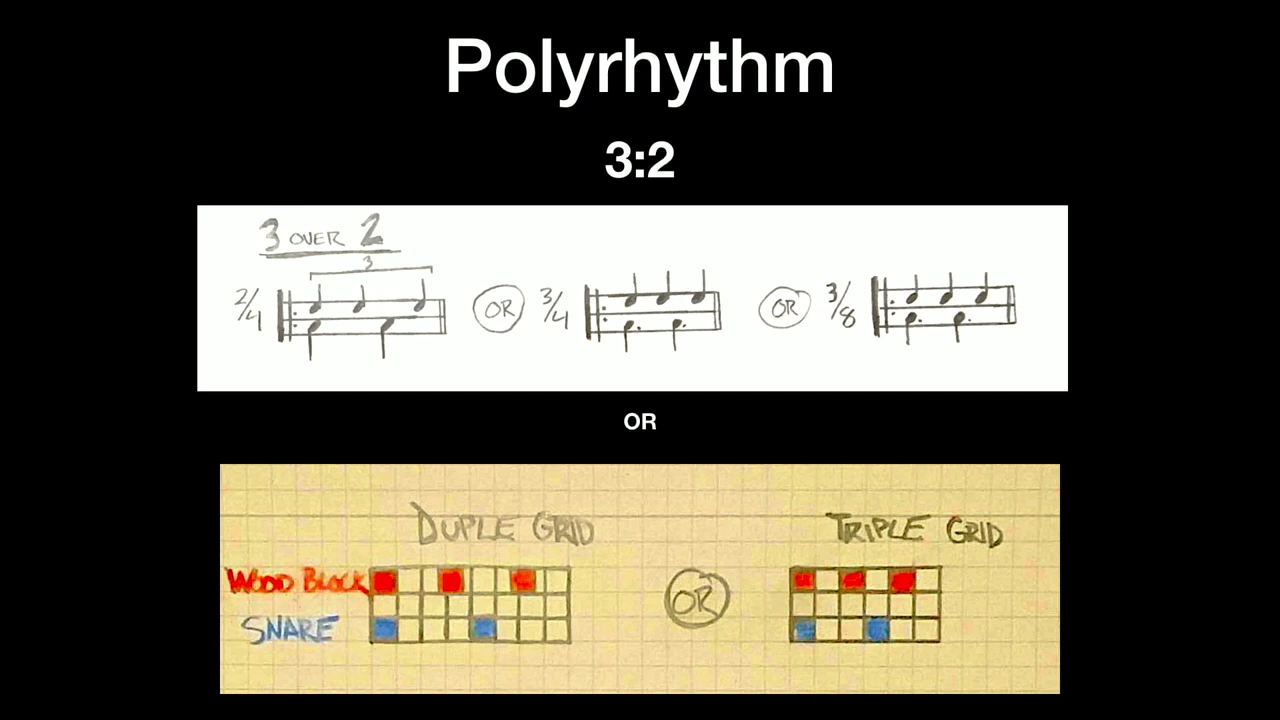 Polyrhythm
3:2
3 OVER 2
3
2/4 OR 3/4 OR 3/8
OR
DUPLE GRID TRIPLE GRID
WOOD BLOCK
OR
SNARE